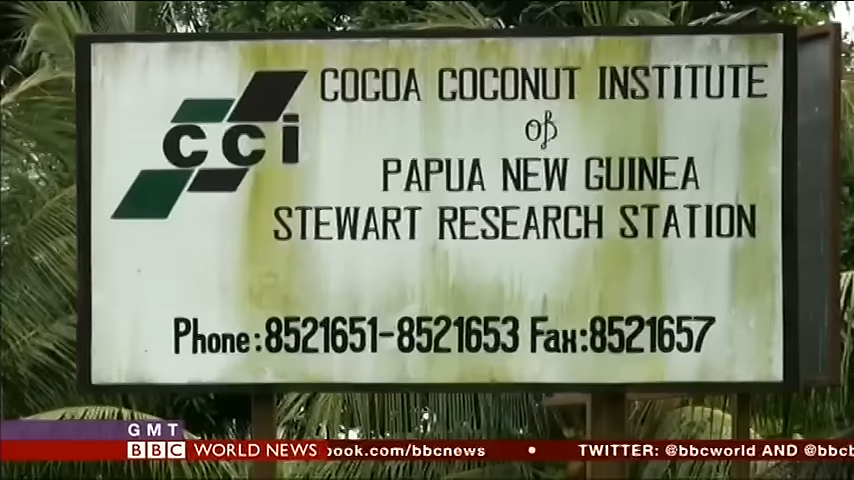 cci
COCOA COCONUT INSTITUTE
of
PAPUA NEW GUINEA
STEWART RESEARCH STATION
Phone:8521651-8521653 Fax:8521657
GMT
BBC WORLD NEWS ook.com/bbcnews • TWITTER: @bbcworld AND @bbcb